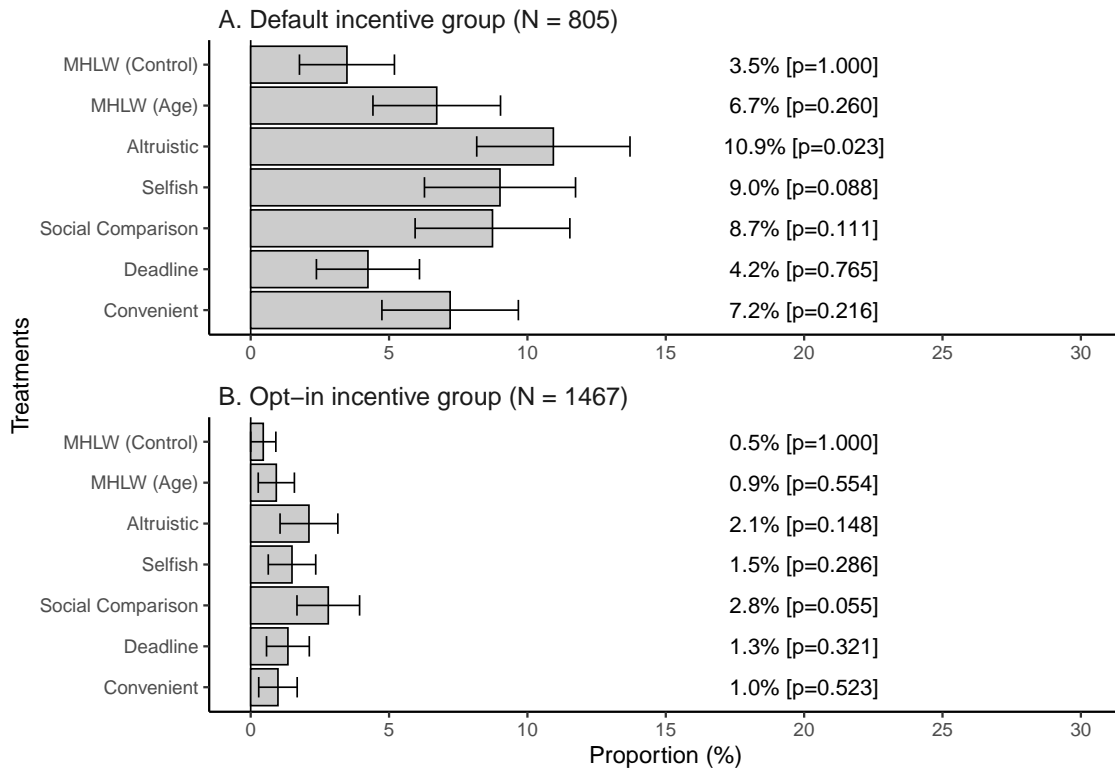 A. Default incentive group (N = 805)
MHLW (Control) 3.5% [p=1.000]
MHLW (Age) 6.7% [p=0.260]
Altruistic 10.9% [p=0.023]
Selfish 9.0% [p=0.088]
Social Comparison 8.7% [p=0.111]
Deadline 4.2% [p=0.765]
Convenient 7.2% [p=0.216]
0 5 10 15 20 25 30
Treatments
B. Opt−in incentive group (N = 1467)
MHLW (Control) 0.5% [p=1.000]
MHLW (Age) 0.9% [p=0.554]
Altruistic 2.1% [p=0.148]
Selfish 1.5% [p=0.286]
Social Comparison 2.8% [p=0.055]
Deadline 1.3% [p=0.321]
Convenient 1.0% [p=0.523]
0 5 10 15 20 25 30
Proportion (%)